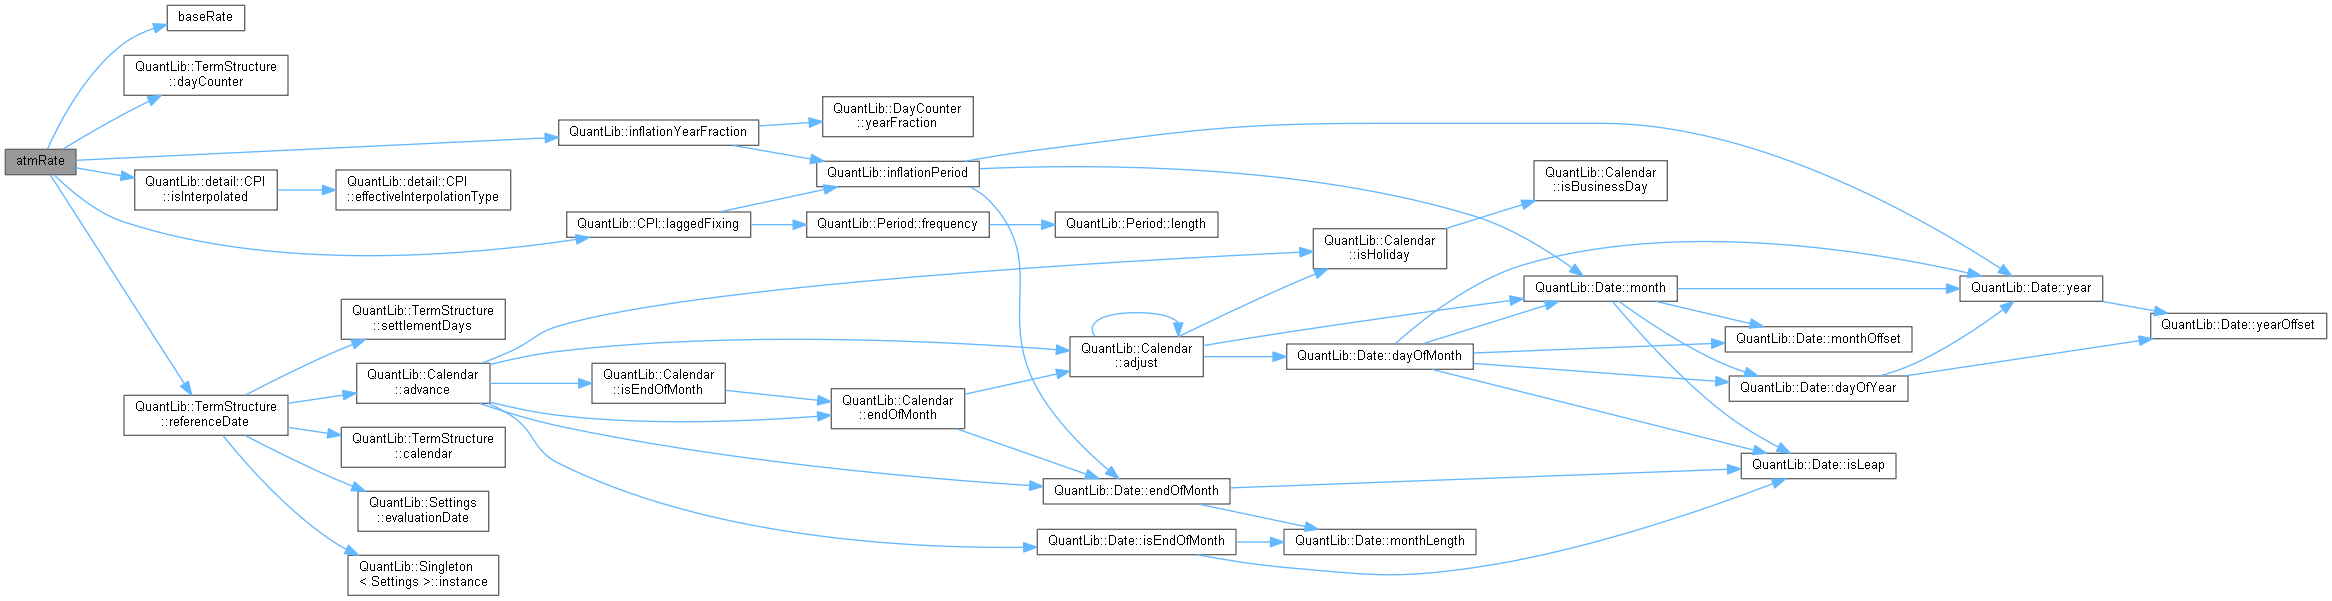 baseRate
QuantLib::TermStructure
::dayCounter
atmRate
QuantLib::detail::CPI
::isInterpolated
QuantLib::TermStructure
::referenceDate
QuantLib::detail::CPI
::effectiveInterpolationType
QuantLib::TermStructure
::settlementDays
QuantLib::Calendar
::advance
QuantLib::TermStructure
::calendar
QuantLib::Settings
::evaluationDate
QuantLib::Singleton
< Settings >::instance
QuantLib::inflationYearFraction
QuantLib::CPI::laggedFixing
QuantLib::Calendar
::isEndOfMonth
QuantLib::DayCounter
::yearFraction
QuantLib::inflationPeriod
QuantLib::Period::frequency
QuantLib::Calendar
::endOfMonth
QuantLib::Period::length
QuantLib::Calendar
::adjust
QuantLib::Date::endOfMonth
QuantLib::Date::isEndOfMonth
QuantLib::Calendar
::isHoliday
QuantLib::Date::dayOfMonth
QuantLib::Date::monthLength
QuantLib::Calendar
::isBusinessDay
QuantLib::Date::month
QuantLib::Date::monthOffset
QuantLib::Date::dayOfYear
QuantLib::Date::isLeap
QuantLib::Date::year
QuantLib::Date::yearOffset